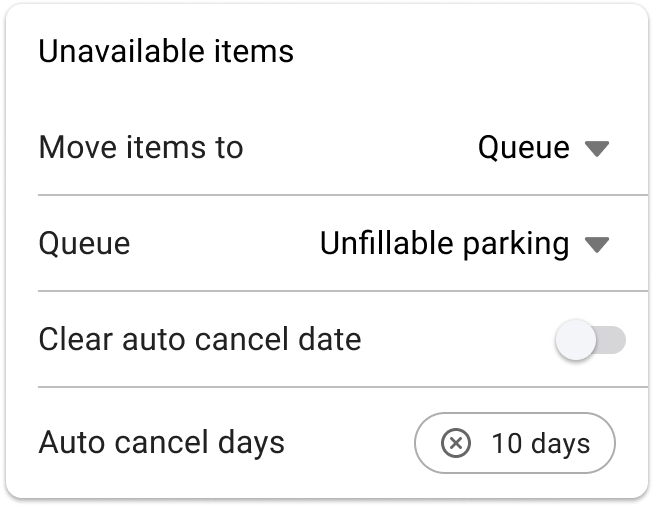 Unavailable items
Move items to Queue
Queue Unfillable parking
Clear auto cancel date
Auto cancel days 10 days